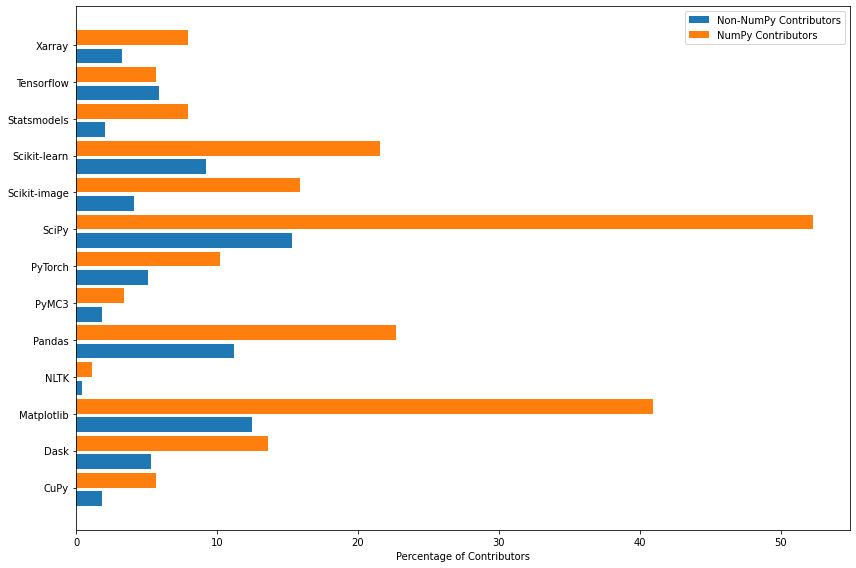 Non-NumPy Contributors
NumPy Contributors
Xarray
Tensorflow
Statsmodels
Scikit-learn
Scikit-image
SciPy
PyTorch
PyMC3
Pandas
NLTK
Matplotlib
Dask
CuPy
0 10 20 30 40 50
Percentage of Contributors